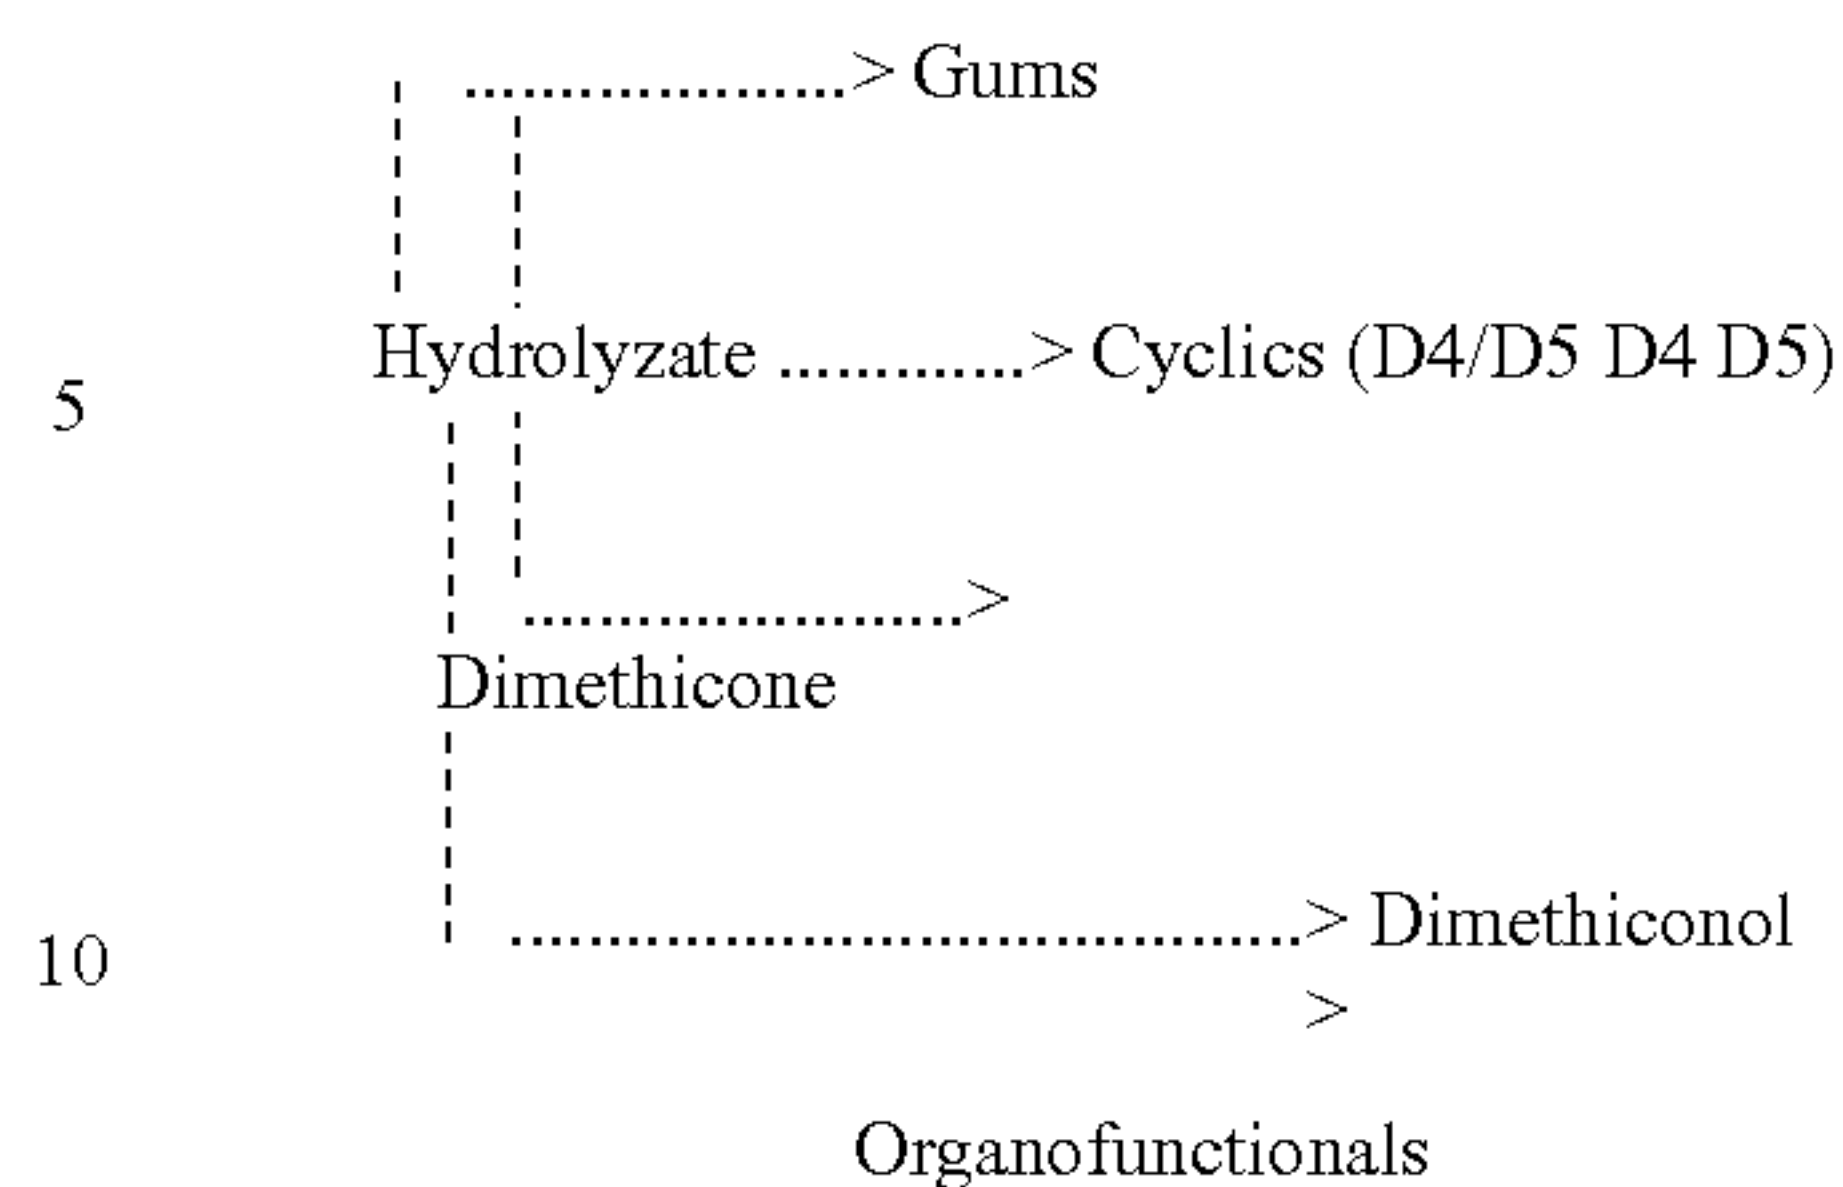 ..................> Gums
Hydrolyzate .............> Cyclics (D4/D5 D4 D5)
5
.......................>
Dimethicone
.......................................> Dimethiconol
10
>
Organofunctionals